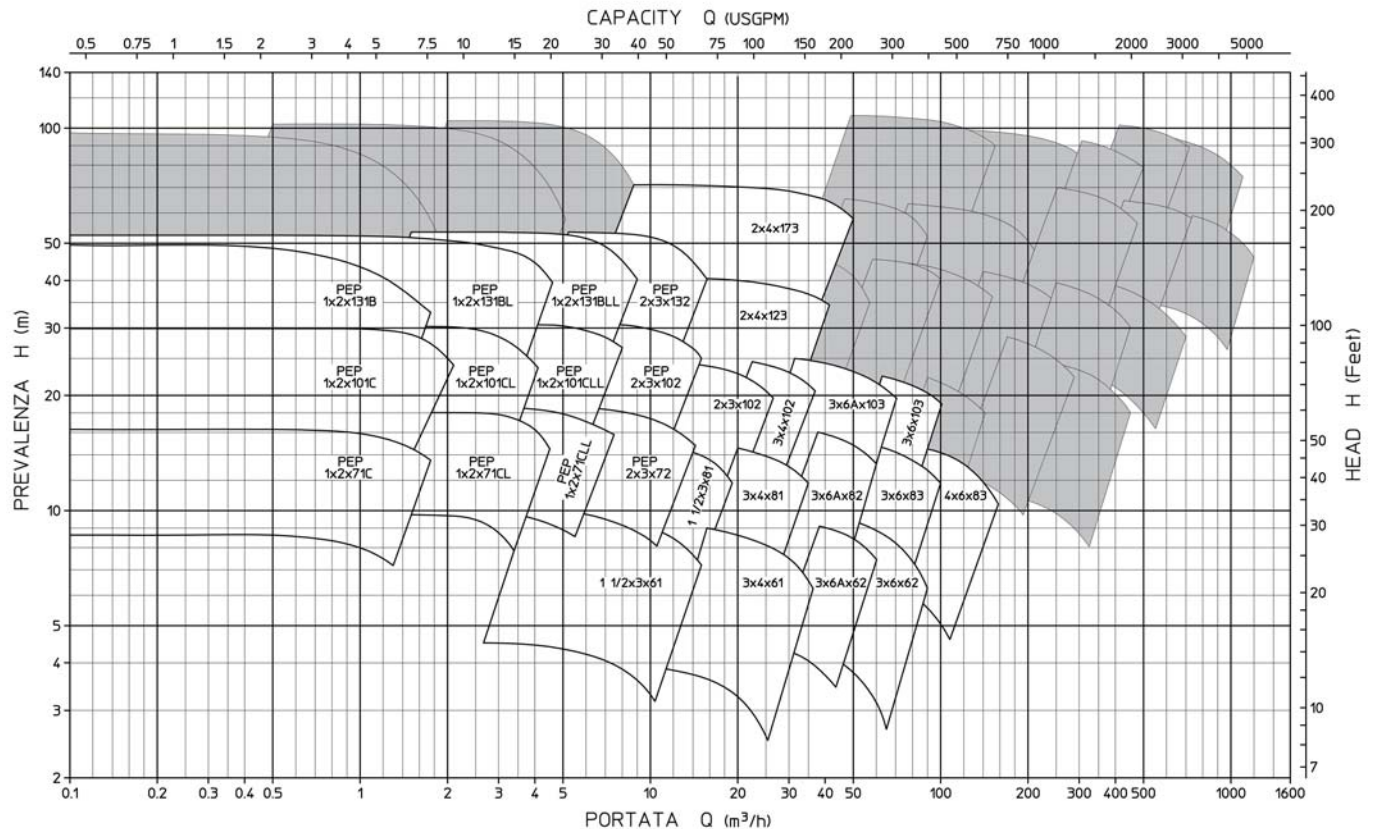 CAPACITY Q (USGPM)
0.5 0.75 1 1.5 2 3 4 5 7.5 10 15 20 30 40 50 75 100 150 200 300 500 750 1000 2000 3000 5000
140
100
50
40
30
20
10
5
4
3
2
PREVALENZA H (m)
400
300
200
100
50
40
30
20
10
7
HEAD H (Feet)
2x4x173
PEP
1x2x131B
PEP
1x2x131BL
PEP
1x2x131BLL
PEP
2x3x132
2x4x123
PEP
1x2x101C
PEP
1x2x101CL
PEP
1x2x101CLL
PEP
2x3x102
2x3x102
3x4x102
3x6Ax103
3x6x103
PEP
1x2x71C
PEP
1x2x71CL
PEP
1x2x71CLL
PEP
2x3x72
1 1/2x3x81
3x4x81
3x6Ax82
3x6x83
4x6x83
1 1/2x3x61
3x4x61
3x6Ax62
3x6x62
0.1 0.2 0.3 0.4 0.5 1 2 3 4 5 10 20 30 40 50 100 200 300 400 500 1000 1600
PORTATA Q (m³/h)